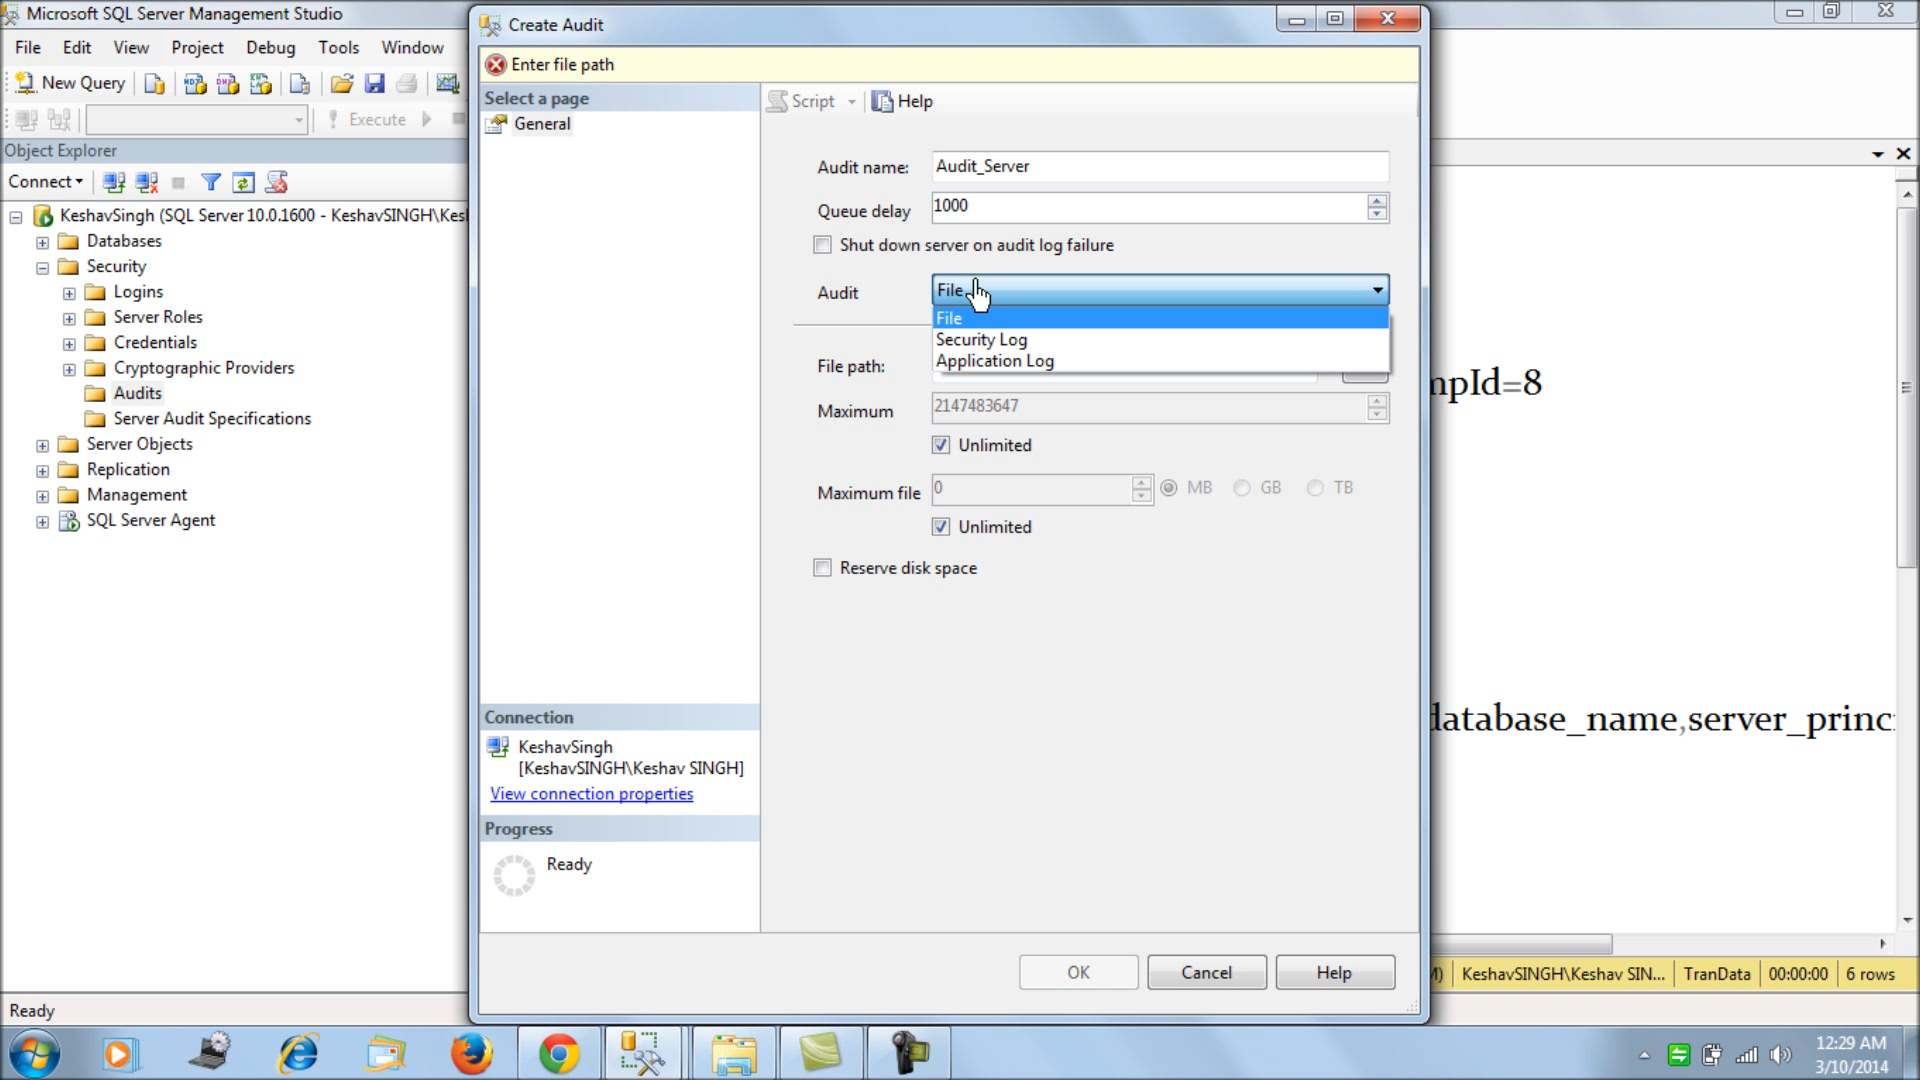 Microsoft SQL Server Management Studio
File Edit View Project Debug Tools Window
New Query
Execute
Object Explorer
Connect
KeshavSingh (SQL Server 10.0.1600 - KeshavSINGH\Kes
Databases
Security
Logins
Server Roles
Credentials
Cryptographic Providers
Audits
Server Audit Specifications
Server Objects
Replication
Management
SQL Server Agent
Ready
Create Audit
Enter file path
Select a page
General
Connection
KeshavSingh
[KeshavSINGH\Keshav SINGH]
View connection properties
Progress
Ready
Script Help
Audit name: Audit_Server
Queue delay 1000
Shut down server on audit log failure
Audit File
File
Security Log
Application Log
File path:
Maximum 2147483647
Unlimited
Maximum file 0 MB GB TB
Unlimited
Reserve disk space
OK Cancel Help
mpId=8
database_name,server_princ
KeshavSINGH\Keshav SIN... TranData 00:00:00 6 rows
12:29 AM
3/10/2014